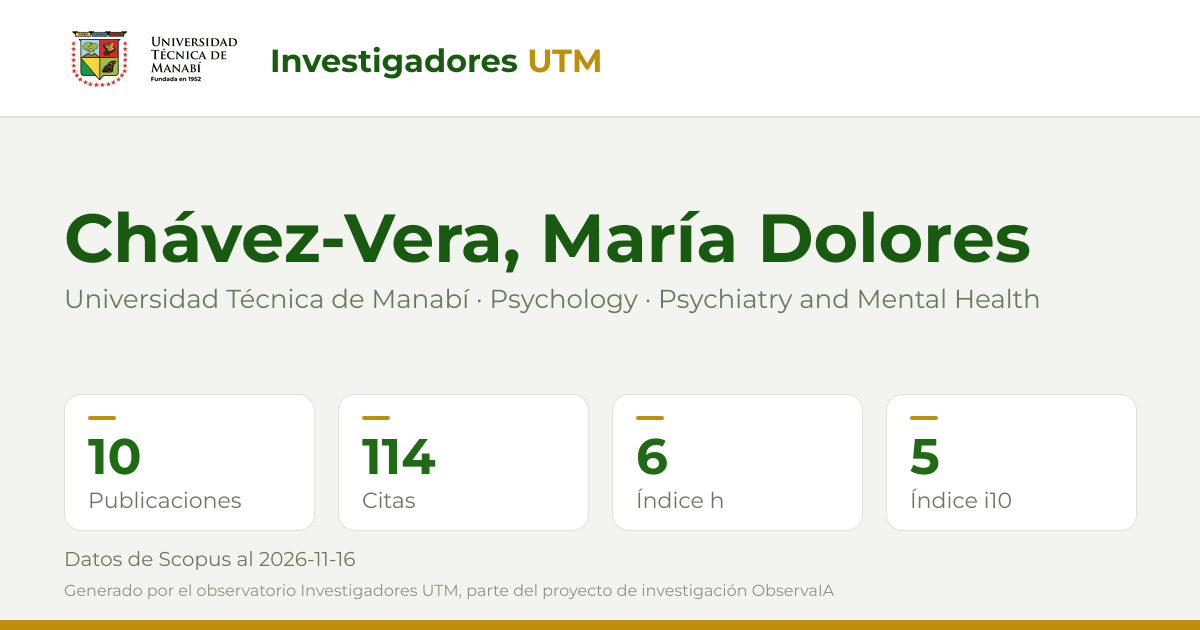 UNIVERSIDAD
TÉCNICA DE
MANABÍ
Fundada en 1952
Investigadores UTM
Chávez-Vera, María Dolores
Universidad Técnica de Manabí · Psychology · Psychiatry and Mental Health
10
Publicaciones
114
Citas
6
Índice h
5
Índice i10
Datos de Scopus al 2026-11-16
Generado por el observatorio Investigadores UTM, parte del proyecto de investigación ObservaIA